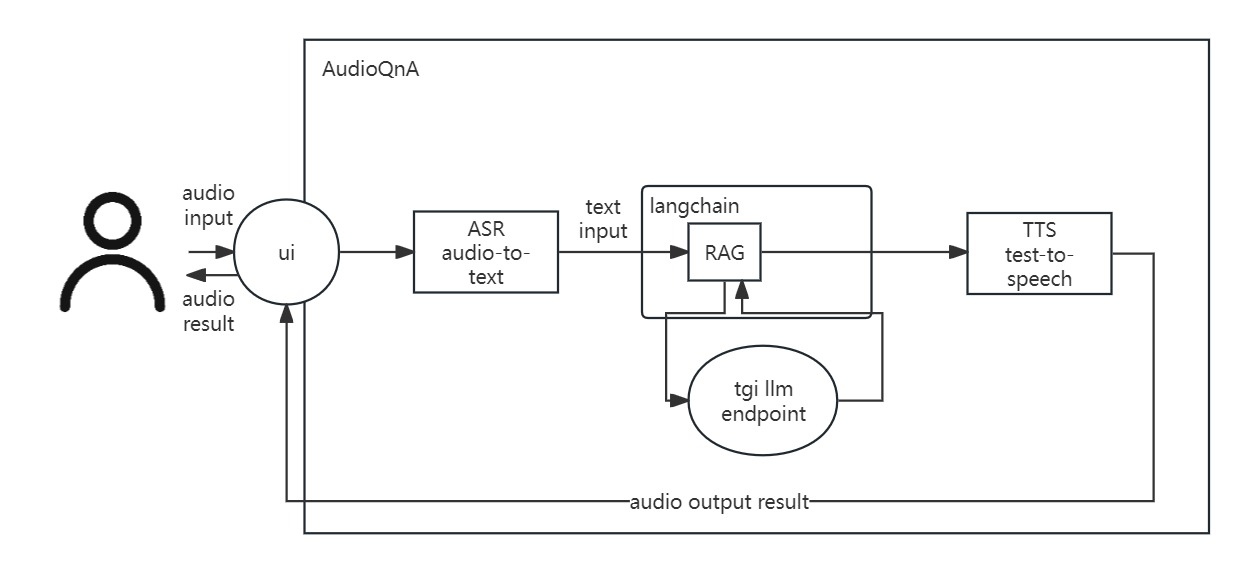 AudioQnA
audio
input
ui
audio
result
ASR
audio-to-
text
text
input
langchain
RAG
tgi llm
endpoint
TTS
test-to-
speech
audio output result